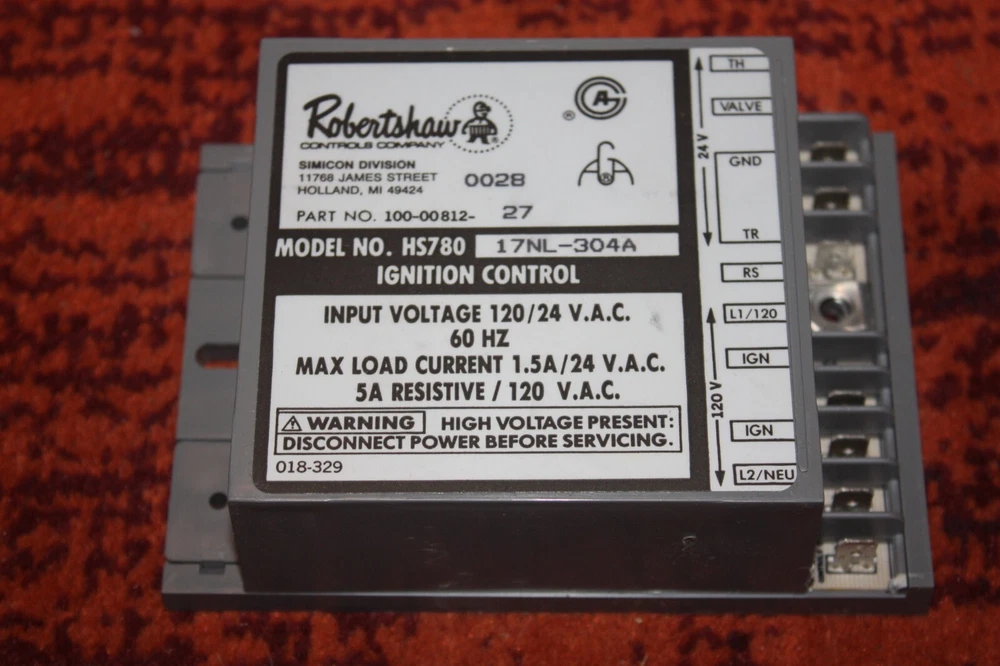 Robertshaw
CONTROLS COMPANY
SIMICON DIVISION
11768 JAMES STREET
HOLLAND, MI 49424
0028
PART NO. 100-00812- 27
MODEL NO. HS780 17NL-304A
IGNITION CONTROL
INPUT VOLTAGE 120/24 V.A.C.
60 HZ
MAX LOAD CURRENT 1.5A/24 V.A.C.
5A RESISTIVE / 120 V.A.C.
⚠ WARNING HIGH VOLTAGE PRESENT:
DISCONNECT POWER BEFORE SERVICING.
018-329
TH
VALVE
24 V
GND
TR
RS
L1/120
IGN
120 V
IGN
L2/NEU